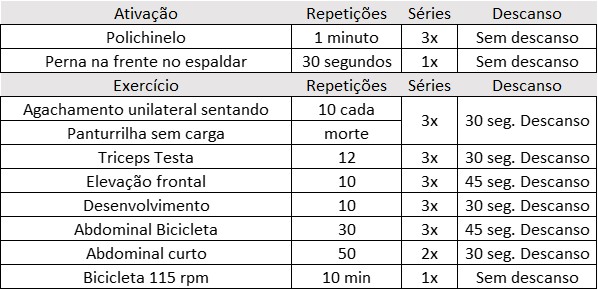 Ativação Repetições Séries Descanso
Polichinelo 1 minuto 3x Sem descanso
Perna na frente no espaldar 30 segundos 1x Sem descanso
Exercício Repetições Séries Descanso
Agachamento unilateral sentando 10 cada 3x 30 seg. Descanso
Panturrilha sem carga morte
Triceps Testa 12 3x 30 seg. Descanso
Elevação frontal 10 3x 45 seg. Descanso
Desenvolvimento 10 3x 30 seg. Descanso
Abdominal Bicicleta 30 3x 45 seg. Descanso
Abdominal curto 50 2x 30 seg. Descanso
Bicicleta 115 rpm 10 min 1x Sem descanso